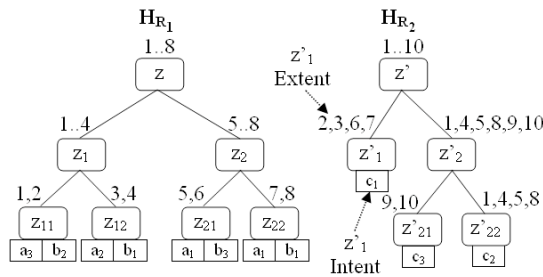 H_R1 H_R2
1..8 1..10
z z'
z'1
Extent
1..4 5..8 2,3,6,7 1,4,5,8,9,10
z1 z2 z'1 z'2
c1
1,2 3,4 5,6 7,8 9,10 1,4,5,8
z11 z12 z21 z22 z'21 z'22
a3 b2 a2 b1 a1 b3 a1 b1 c3 c2
z'1
Intent